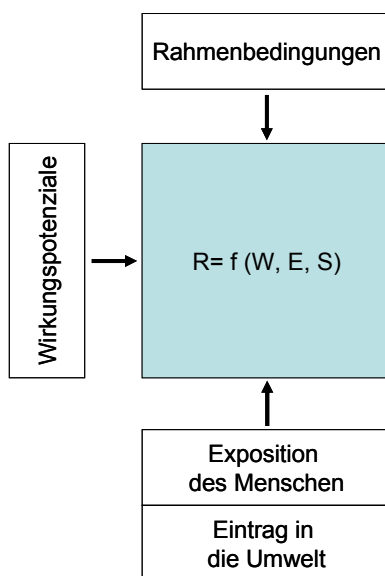 Rahmenbedingungen
Wirkungspotenziale
R= f (W, E, S)
Exposition
des Menschen
Eintrag in
die Umwelt